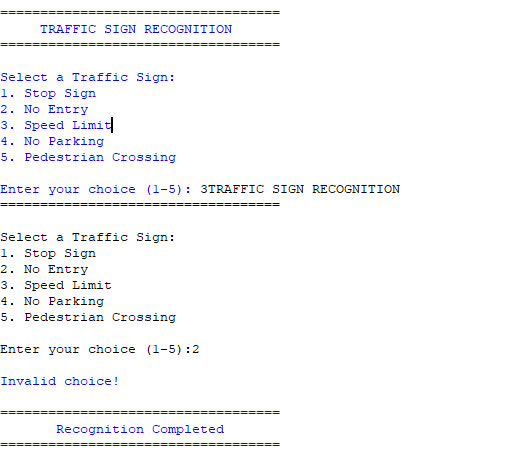 ===================================
TRAFFIC SIGN RECOGNITION
===================================
Select a Traffic Sign:
1. Stop Sign
2. No Entry
3. Speed Limit
4. No Parking
5. Pedestrian Crossing
Enter your choice (1-5): 3TRAFFIC SIGN RECOGNITION
===================================
Select a Traffic Sign:
1. Stop Sign
2. No Entry
3. Speed Limit
4. No Parking
5. Pedestrian Crossing
Enter your choice (1-5):2
Invalid choice!
===================================
Recognition Completed
===================================